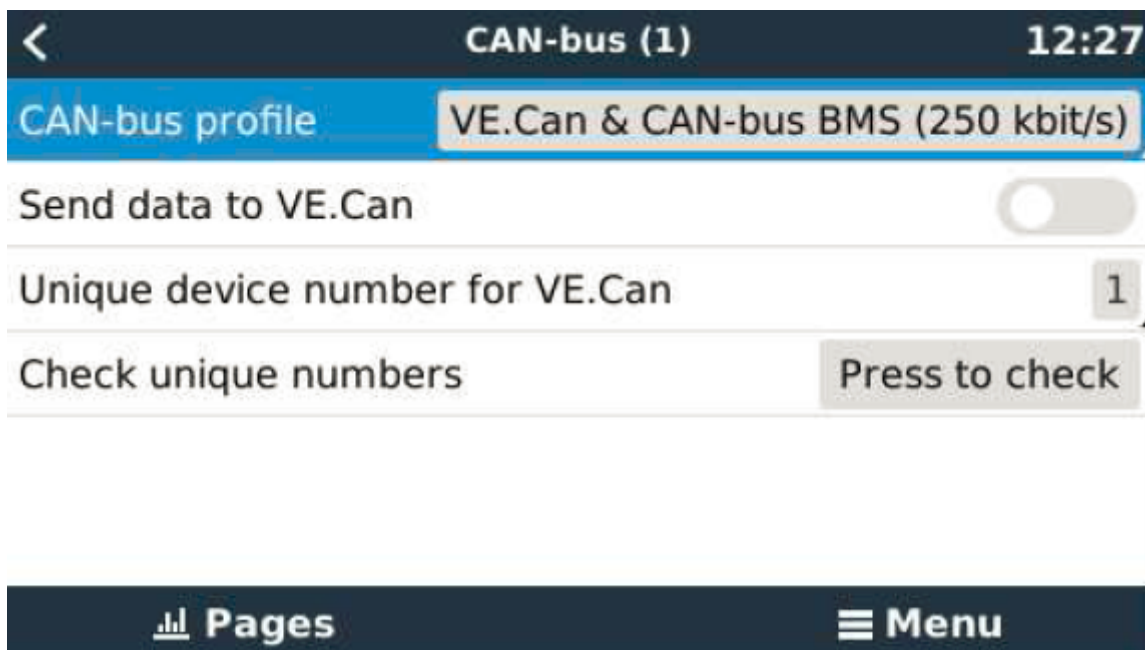 CAN-bus (1) 12:27
CAN-bus profile VE.Can & CAN-bus BMS (250 kbit/s)
Send data to VE.Can
Unique device number for VE.Can 1
Check unique numbers Press to check
Pages Menu